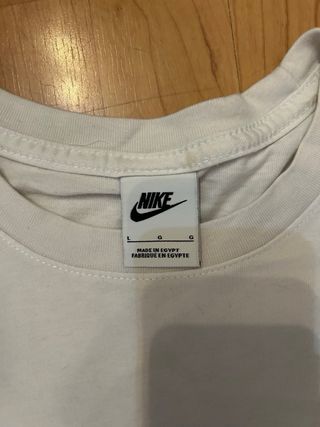 NIKE
L G G
MADE IN EGYPT
FABRIQUÉ EN EGYPTE